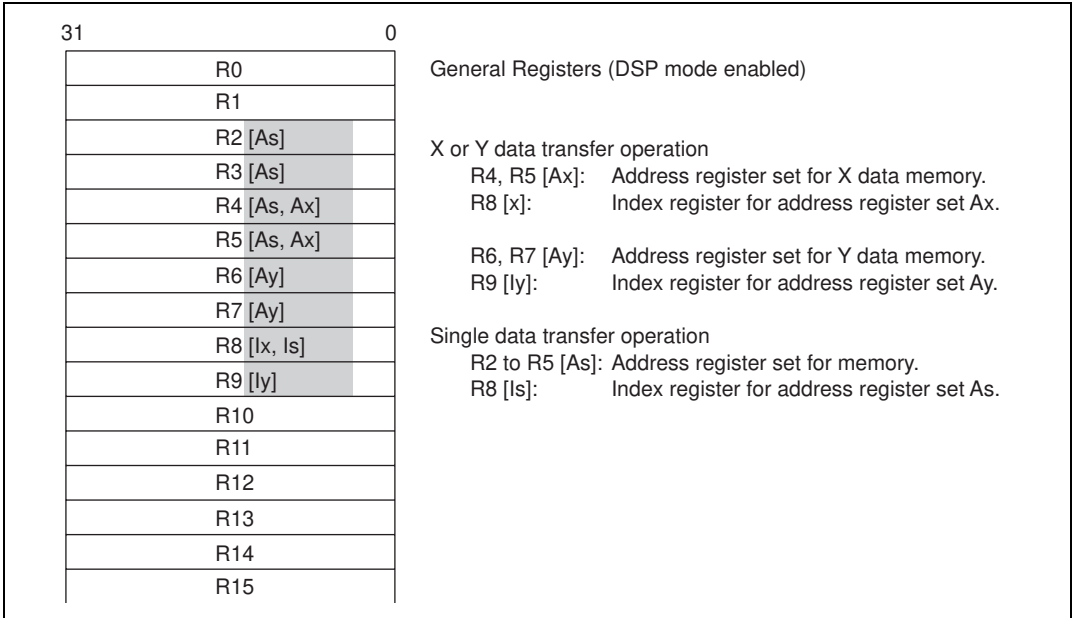 31 0
R0
R1
R2 [As]
R3 [As]
R4 [As, Ax]
R5 [As, Ax]
R6 [Ay]
R7 [Ay]
R8 [Ix, Is]
R9 [Iy]
R10
R11
R12
R13
R14
R15
General Registers (DSP mode enabled)
X or Y data transfer operation
R4, R5 [Ax]: Address register set for X data memory.
R8 [x]: Index register for address register set Ax.
R6, R7 [Ay]: Address register set for Y data memory.
R9 [Iy]: Index register for address register set Ay.
Single data transfer operation
R2 to R5 [As]: Address register set for memory.
R8 [Is]: Index register for address register set As.